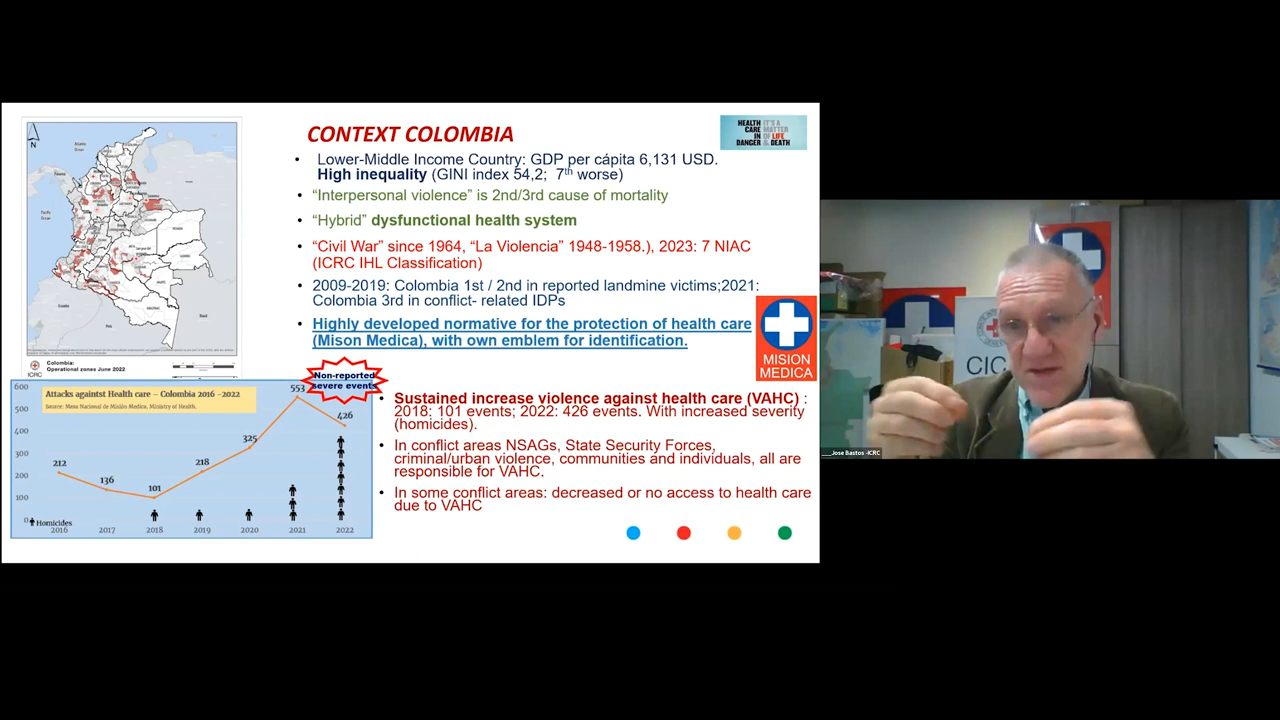 CONTEXT COLOMBIA
HEALTH CARE IN DANGER
IT'S A MATTER OF LIFE & DEATH
• Lower-Middle Income Country: GDP per cápita 6,131 USD.
High inequality (GINI index 54,2; 7th worse)
• “Interpersonal violence” is 2nd/3rd cause of mortality
• “Hybrid” dysfunctional health system
• “Civil War” since 1964, “La Violencia” 1948-1958.), 2023: 7 NIAC
(ICRC IHL Classification)
• 2009-2019: Colombia 1st / 2nd in reported landmine victims;2021:
Colombia 3rd in conflict- related IDPs
• Highly developed normative for the protection of health care
(Mison Medica), with own emblem for identification.
MISION
MEDICA
N
Ecuador
Brasil
ICRC
Colombia:
Operational zones June 2022
Non-reported
severe events
Attacks againtst Health care – Colombia 2016 –2022
Source: Mesa Nacional de Misión Medica. Ministry of Health.
600
500
400
300
200
100
0
212
136
101
218
325
553
426
Homicides
2016 2017 2018 2019 2020 2021 2022
• Sustained increase violence against health care (VAHC) :
2018: 101 events; 2022: 426 events. With increased severity
(homicides).
• In conflict areas NSAGs, State Security Forces,
criminal/urban violence, communities and individuals, all are
responsible for VAHC.
• In some conflict areas: decreased or no access to health care
due to VAHC
CIC
___Jose Bastos -ICRC